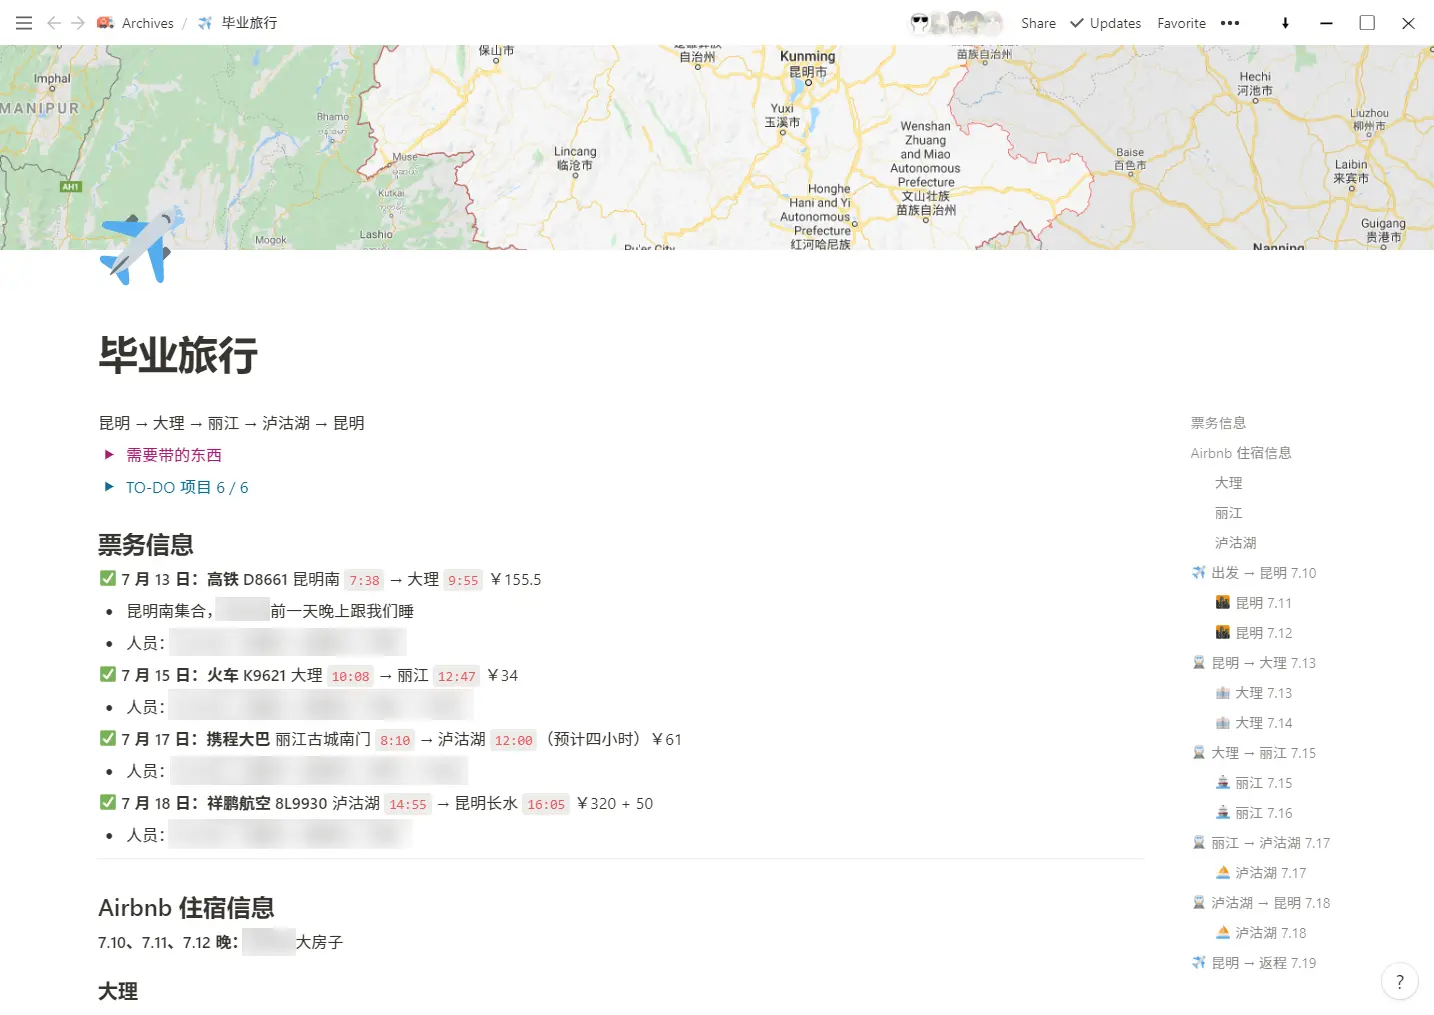 Archives / 毕业旅行
Share
Updates
Favorite
保山市
自治州
Kunming
昆明市
苗族自治州
Imphal
MANIPUR
Hechi
河池市
Bhamo
Yuxi
玉溪市
Liuzhou
柳州市
Wenshan
Zhuang
and Miao
Autonomous
Prefecture
文山壮族
苗族自治州
Lincang
临沧市
Muse
Baise
百色市
Laibin
来宾市
AH1
Kutkai
Honghe
Hani and Yi
Autonomous
Prefecture
红河哈尼族
Mogok
Lashio
Pu'er City
Guigang
贵港市
Nanning
毕业旅行
昆明 → 大理 → 丽江 → 泸沽湖 → 昆明
需要带的东西
TO-DO 项目 6 / 6
票务信息
✅ 7 月 13 日：高铁 D8661 昆明南 7:38 → 大理 9:55 ￥155.5
• 昆明南集合，前一天晚上跟我们睡
• 人员：
✅ 7 月 15 日：火车 K9621 大理 10:08 → 丽江 12:47 ￥34
• 人员：
✅ 7 月 17 日：携程大巴 丽江古城南门 8:10 → 泸沽湖 12:00（预计四小时）￥61
• 人员：
✅ 7 月 18 日：祥鹏航空 8L9930 泸沽湖 14:55 → 昆明长水 16:05 ￥320 + 50
• 人员：
Airbnb 住宿信息
7.10、7.11、7.12 晚：大房子
大理
票务信息
Airbnb 住宿信息
大理
丽江
泸沽湖
出发 → 昆明 7.10
昆明 7.11
昆明 7.12
昆明 → 大理 7.13
大理 7.13
大理 7.14
大理 → 丽江 7.15
丽江 7.15
丽江 7.16
丽江 → 泸沽湖 7.17
泸沽湖 7.17
泸沽湖 → 昆明 7.18
泸沽湖 7.18
昆明 → 返程 7.19
?